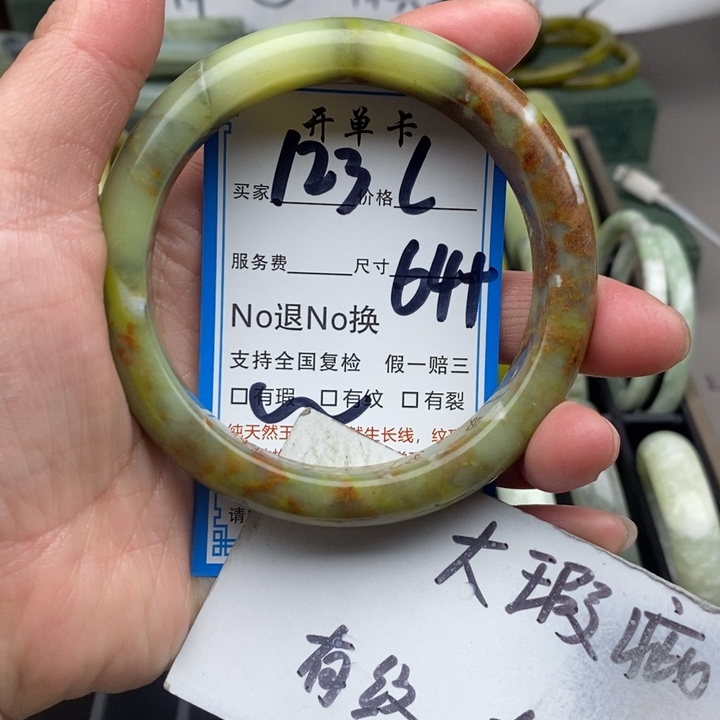 开单卡
买家 123 价格 L
服务费 尺寸 64+
No退No换
支持全国复检 假一赔三
□有瑕 □有纹 □有裂
纯天然 生长线，纹
请
大瑕疵
有纹